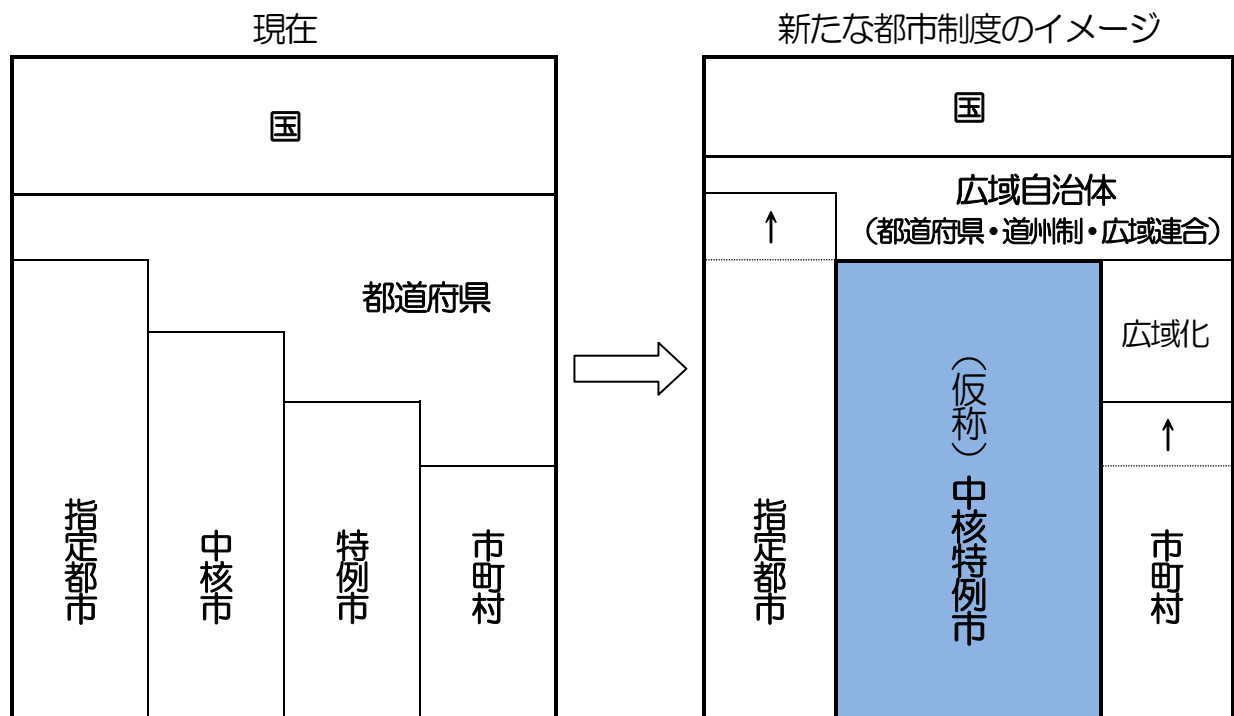 現在
国
都道府県
指定都市
中核市
特例市
市町村
新たな都市制度のイメージ
国
広域自治体
（都道府県・道州制・広域連合）
↑
広域化
↑
指定都市
（仮称）中核特例市
市町村